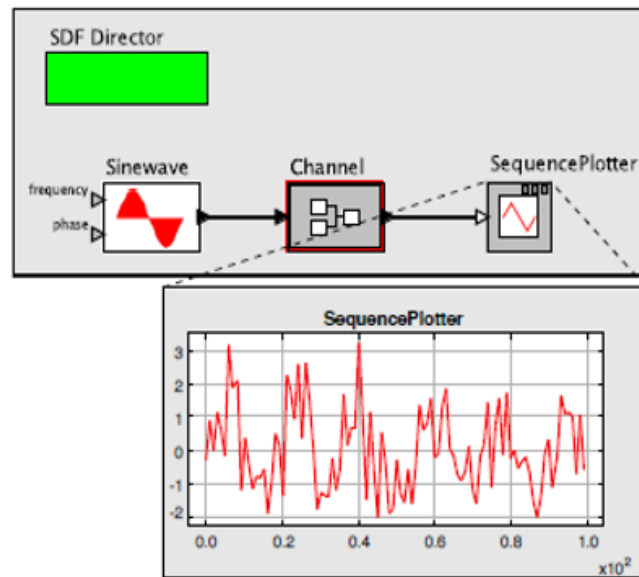 SDF Director
Sinewave
Channel
SequencePlotter
frequency
phase
SequencePlotter
3
2
1
0
-1
-2
0.0 0.2 0.4 0.6 0.8 1.0
x10²